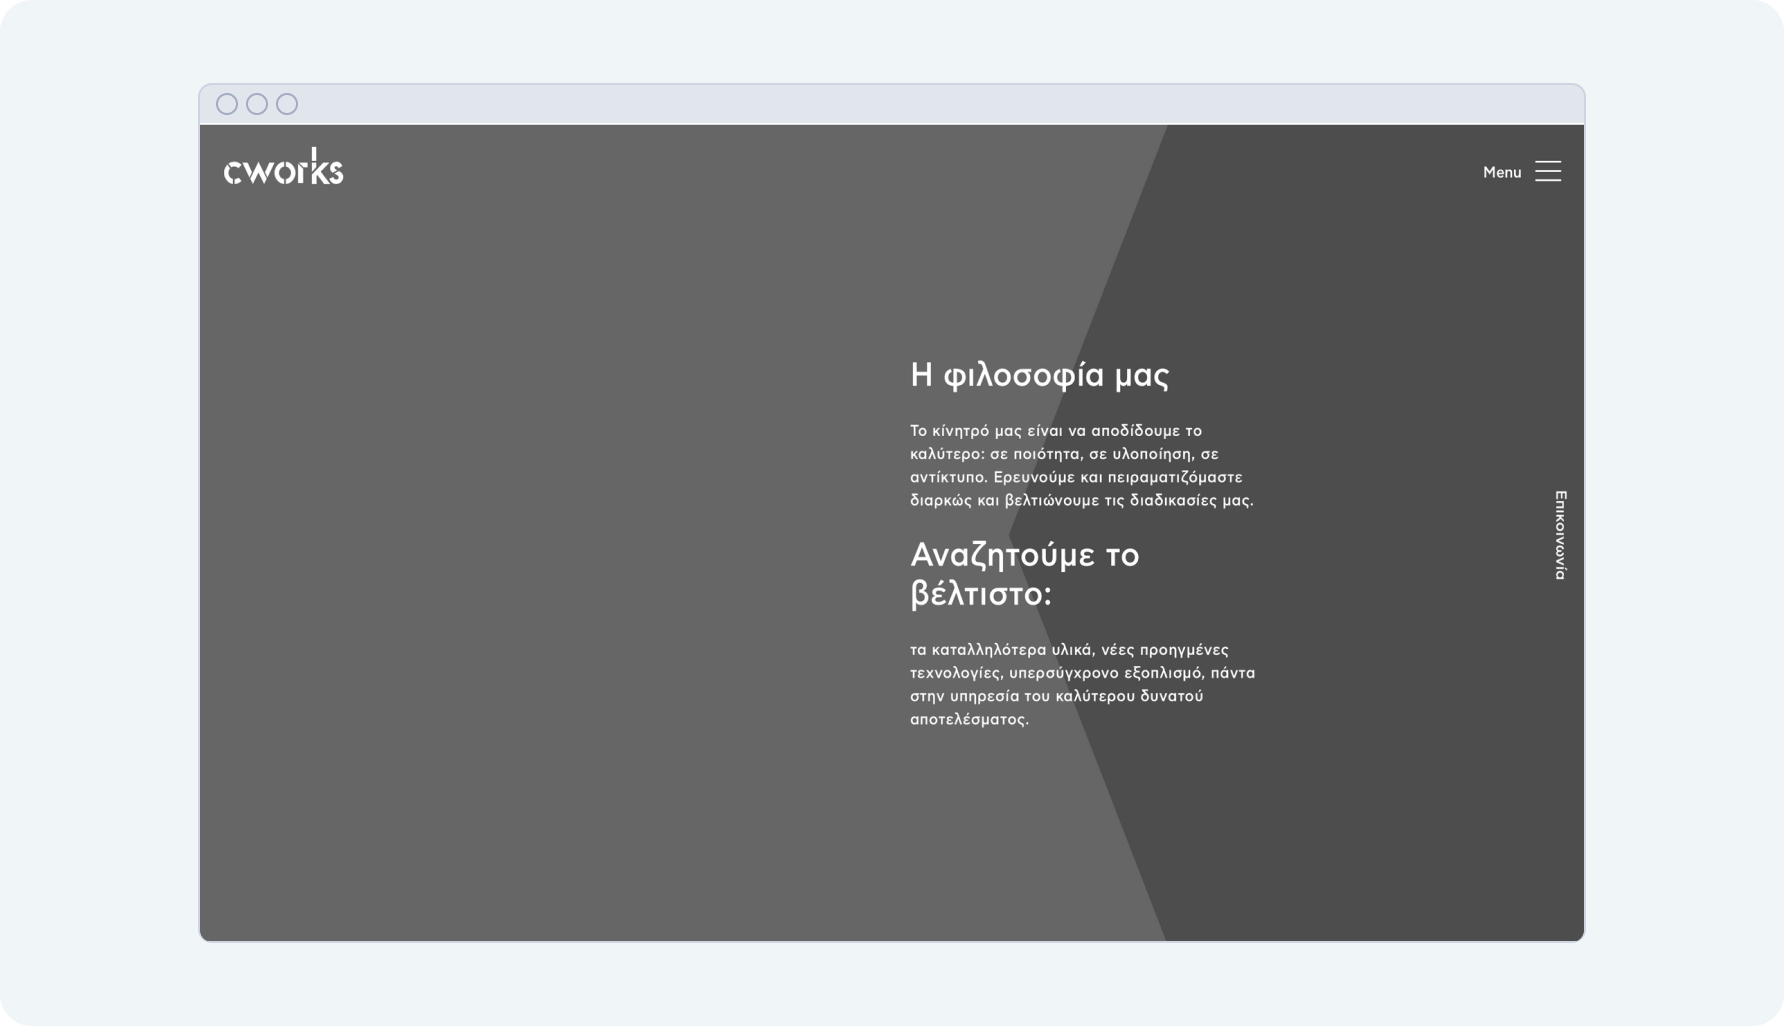 cworks
Menu
Η φιλοσοφία μας
Το κίνητρό μας είναι να αποδίδουμε το
καλύτερο: σε ποιότητα, σε υλοποίηση, σε
αντίκτυπο. Ερευνούμε και πειραματιζόμαστε
διαρκώς και βελτιώνουμε τις διαδικασίες μας.
Αναζητούμε το
βέλτιστο:
τα καταλληλότερα υλικά, νέες προηγμένες
τεχνολογίες, υπερσύγχρονο εξοπλισμό, πάντα
στην υπηρεσία του καλύτερου δυνατού
αποτελέσματος.
Επικοινωνία